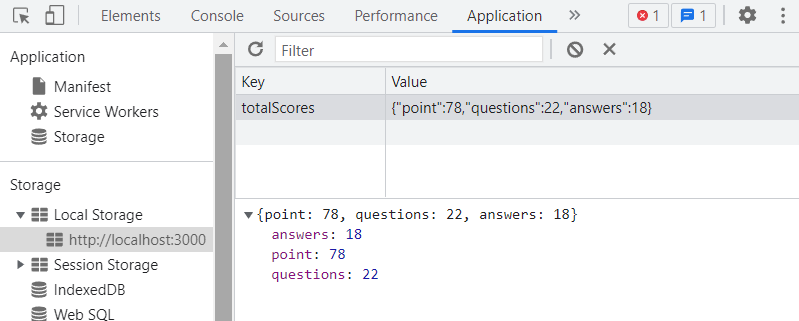 Elements Console Sources Performance Application 1 1
Application
Manifest
Service Workers
Storage
Storage
Local Storage
http://localhost:3000
Session Storage
IndexedDB
Web SQL
Filter
Key Value
totalScores {"point":78,"questions":22,"answers":18}
{point: 78, questions: 22, answers: 18}
answers: 18
point: 78
questions: 22